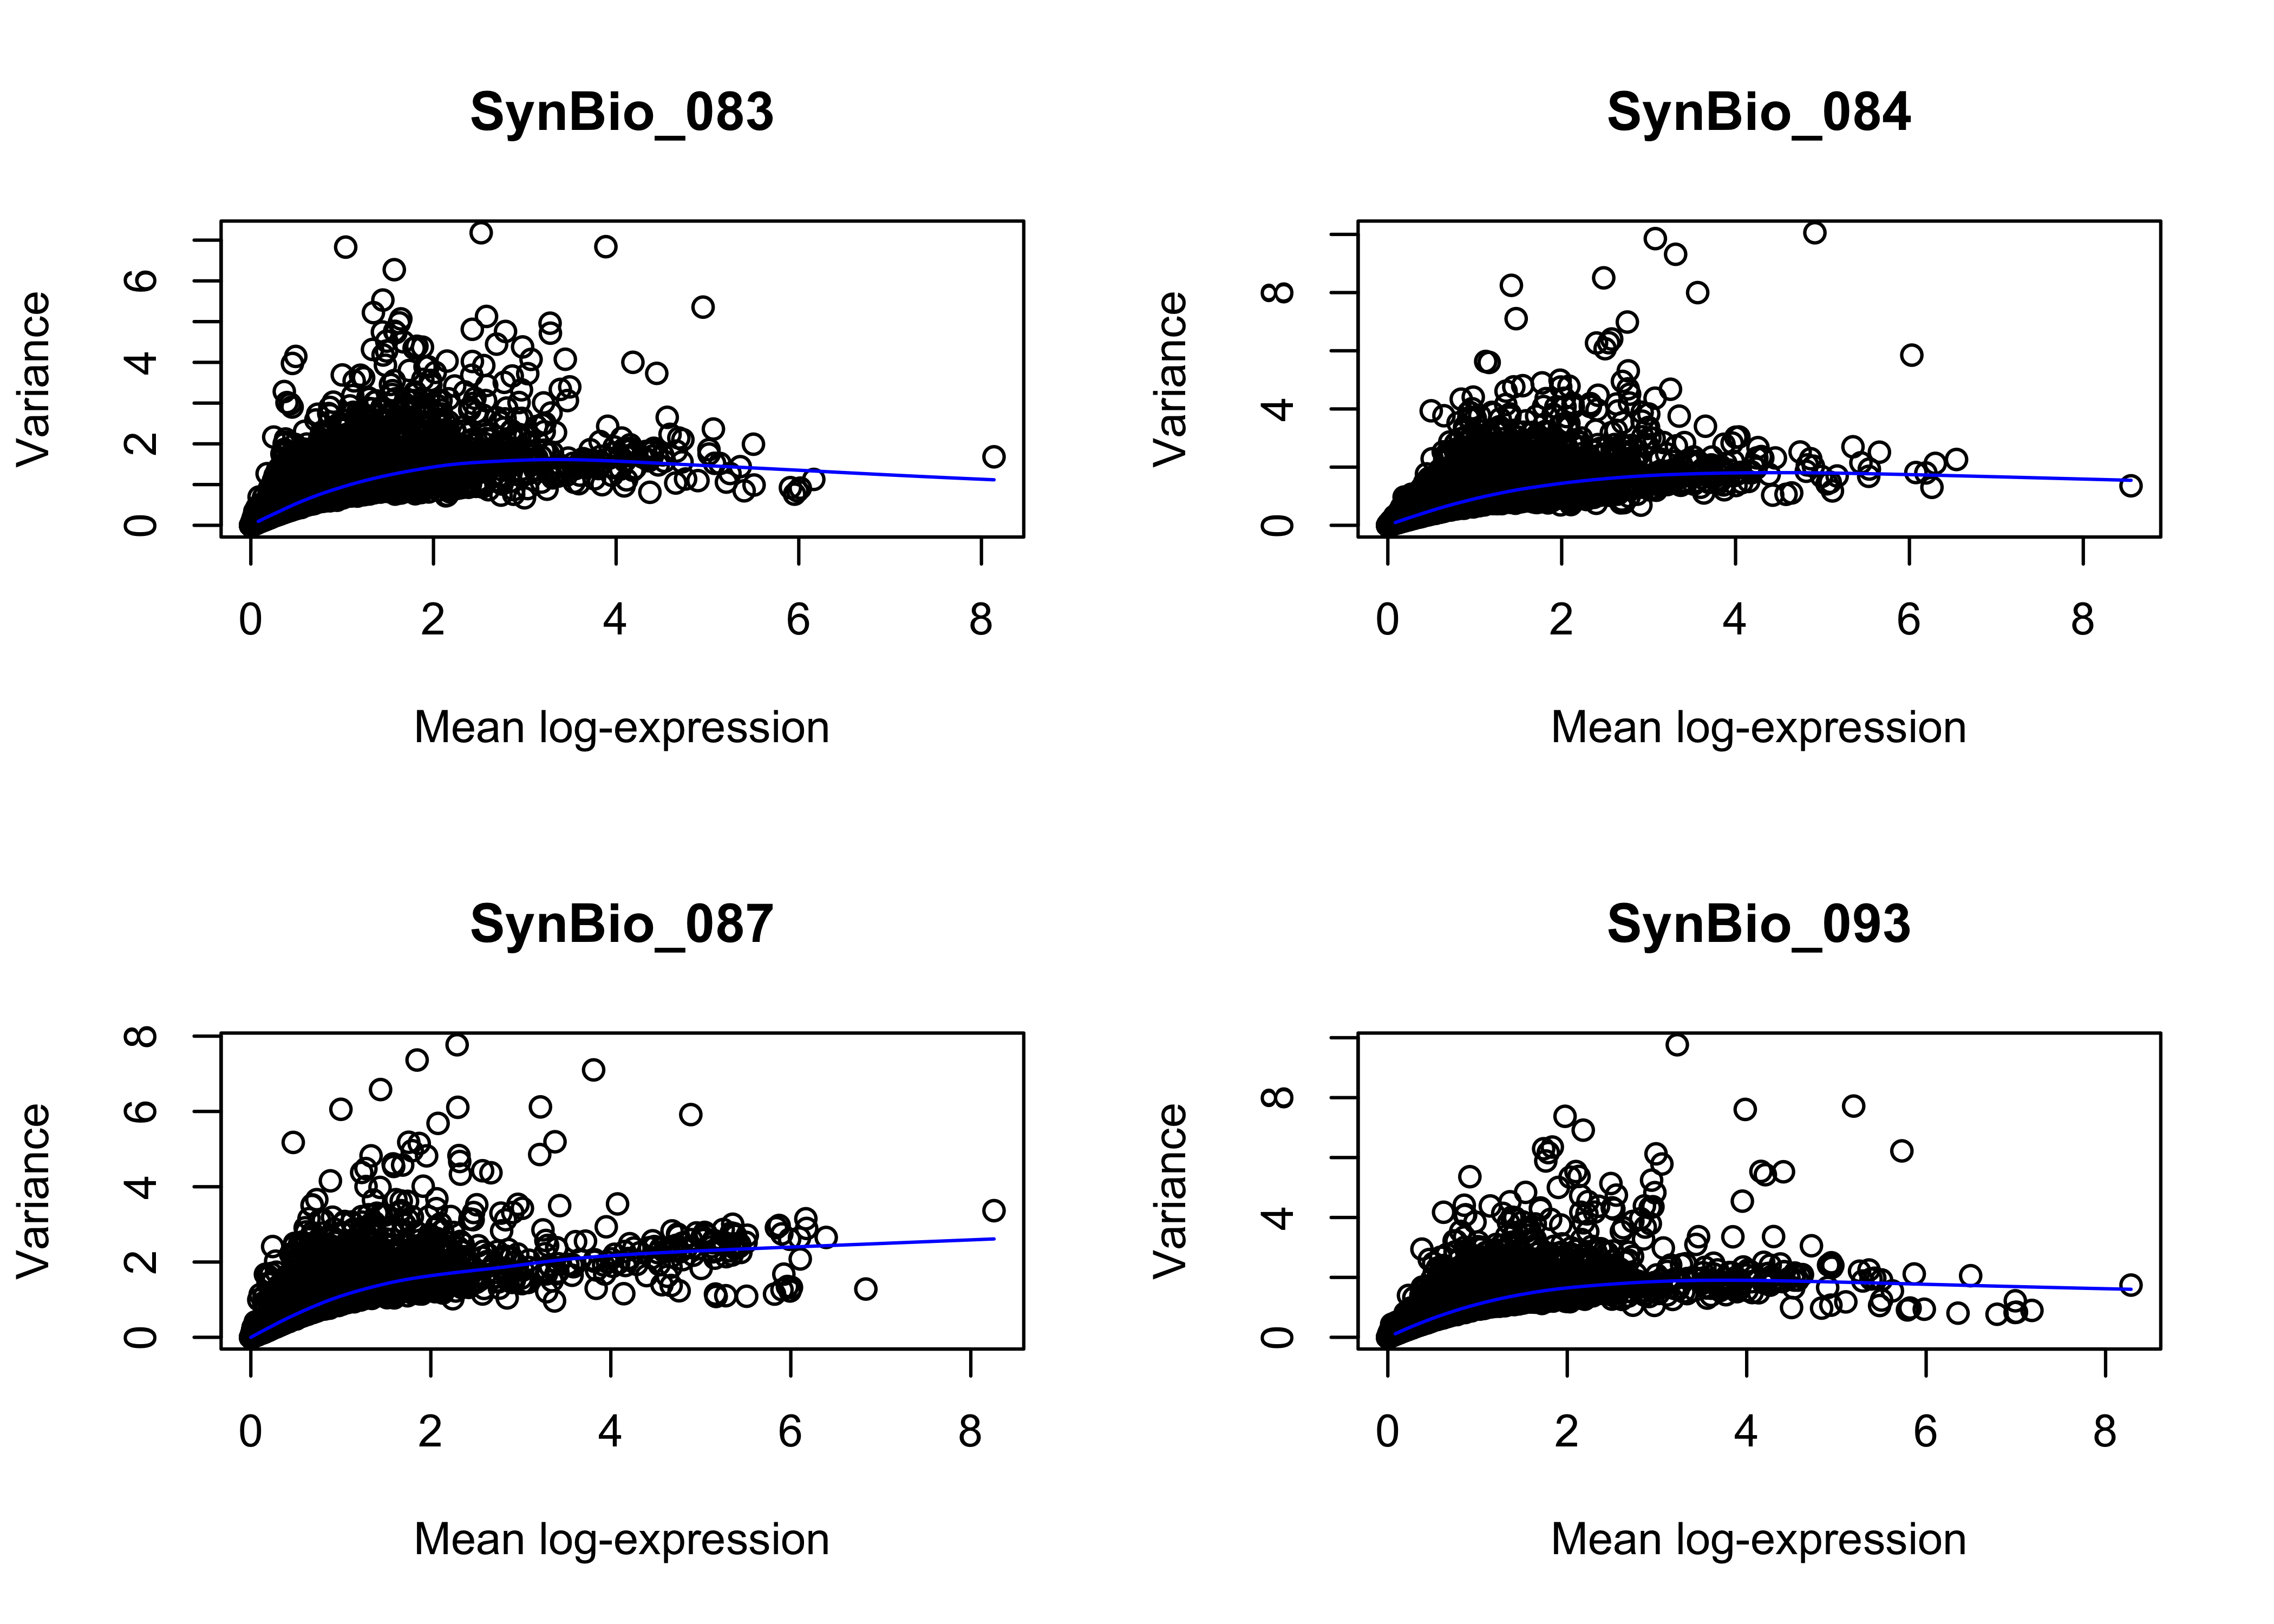 SynBio_083
Variance
0 2 4 6
0 2 4 6 8
Mean log-expression
SynBio_084
Variance
0 4 8
0 2 4 6 8
Mean log-expression
SynBio_087
Variance
0 2 4 6 8
0 2 4 6 8
Mean log-expression
SynBio_093
Variance
0 4 8
0 2 4 6 8
Mean log-expression